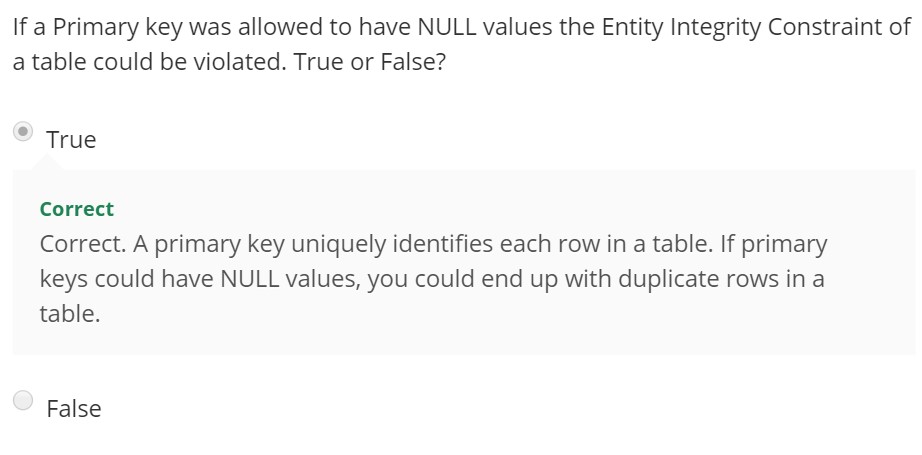 If a Primary key was allowed to have NULL values the Entity Integrity Constraint of
a table could be violated. True or False?
True
Correct
Correct. A primary key uniquely identifies each row in a table. If primary
keys could have NULL values, you could end up with duplicate rows in a
table.
False